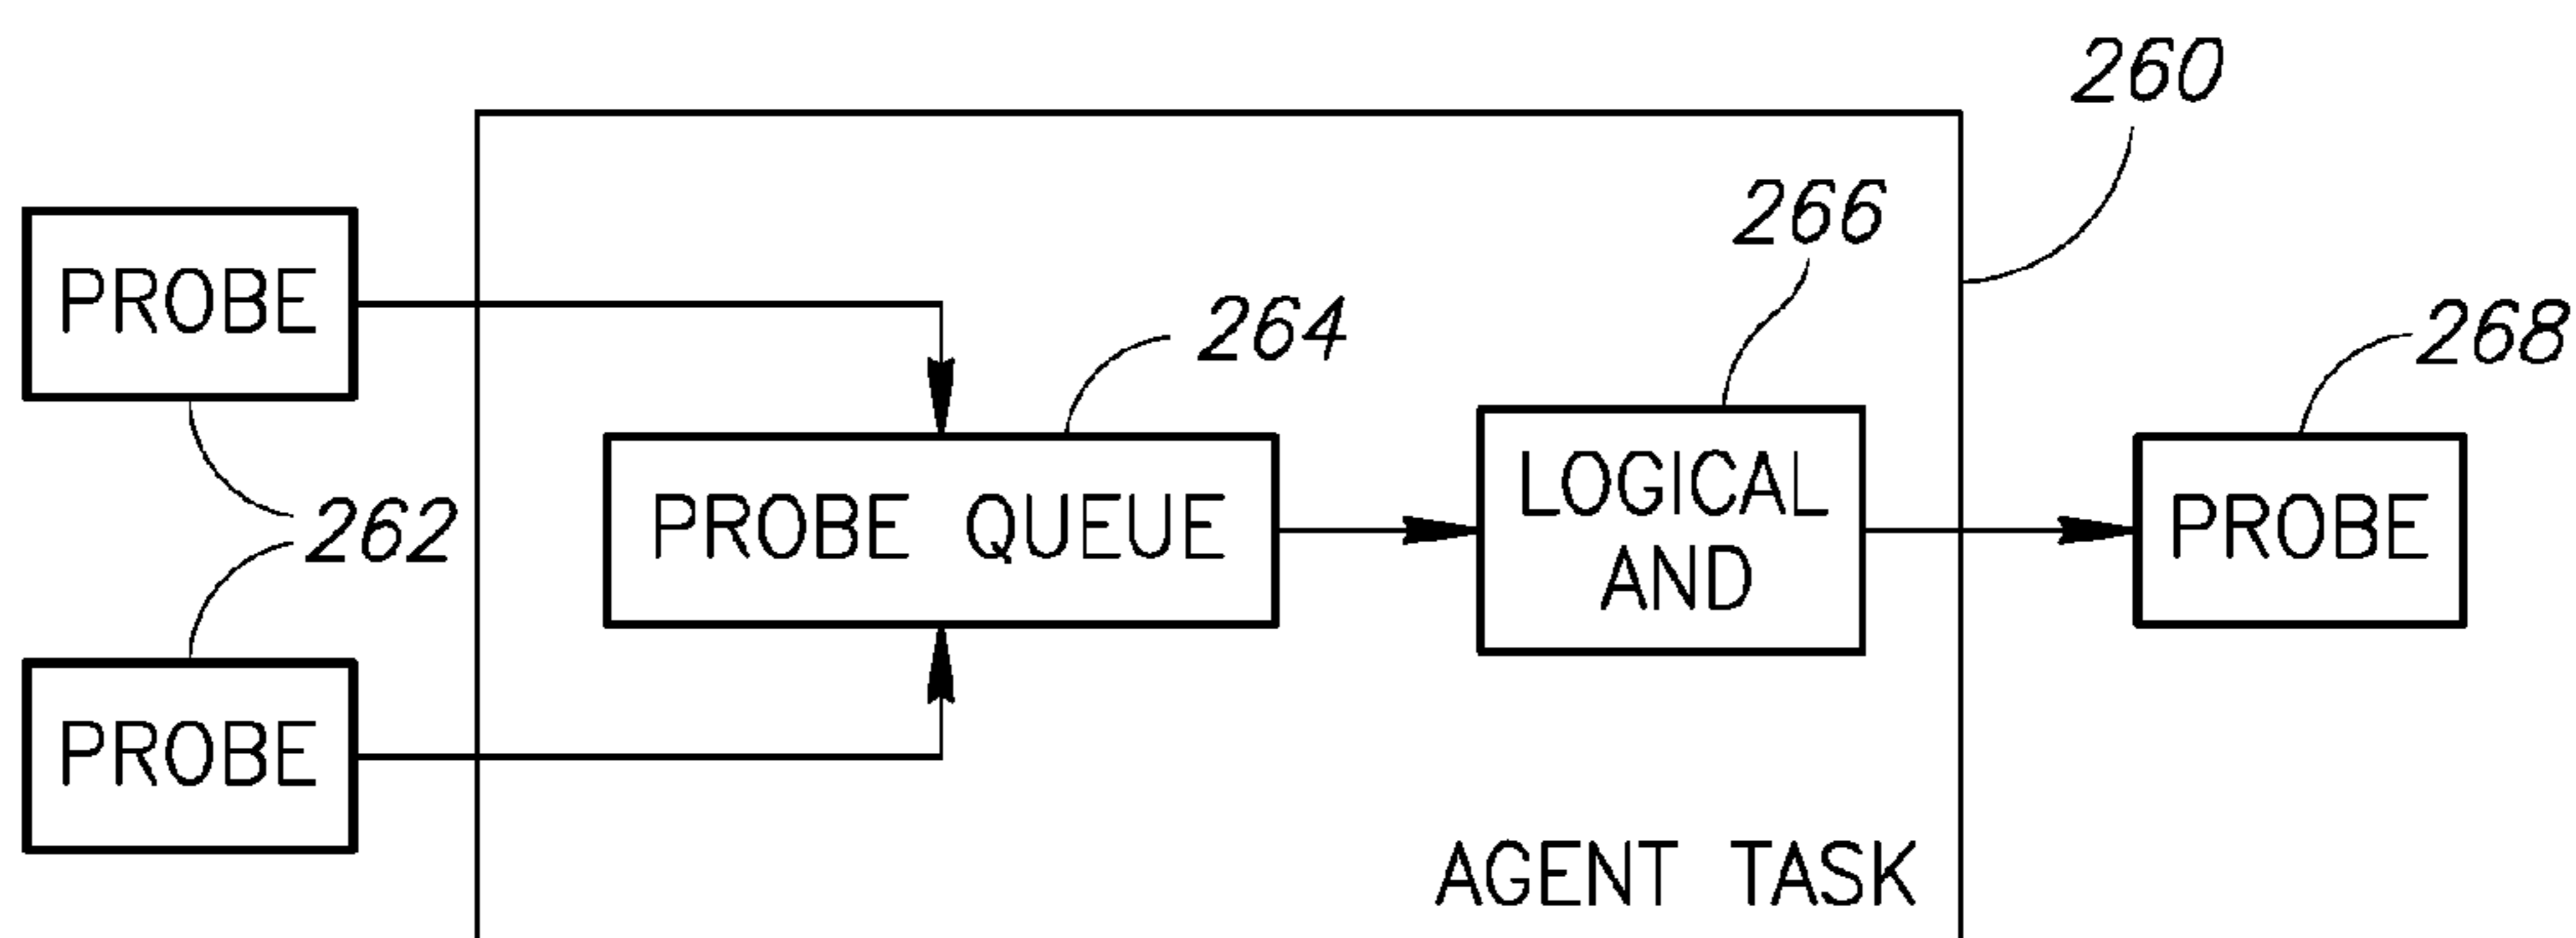 260
266
PROBE
264
268
LOGICAL
PROBE QUEUE
PROBE
262
AND
PROBE
AGENT TASK